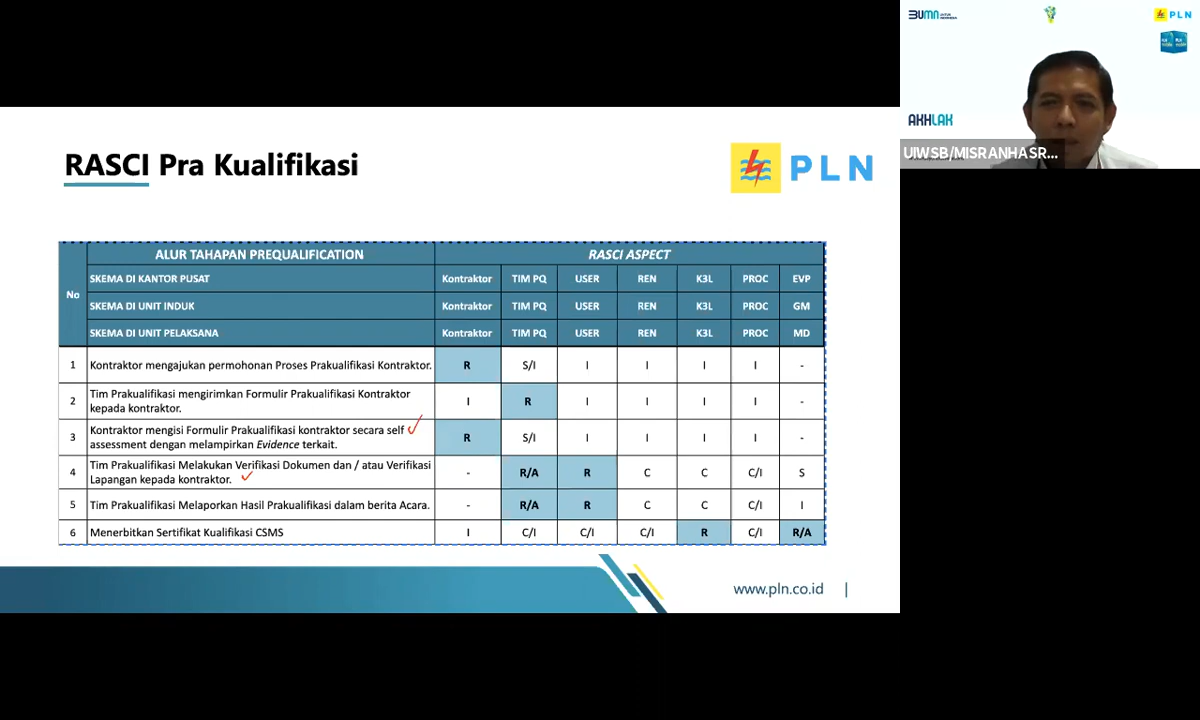 BUMN UNTUK INDONESIA
PLN
AKHLAK
UIWSB/MISRANHASR...
RASCI Pra Kualifikasi
PLN
No ALUR TAHAPAN PREQUALIFICATION RASCI ASPECT
SKEMA DI KANTOR PUSAT Kontraktor TIM PQ USER REN K3L PROC EVP
SKEMA DI UNIT INDUK Kontraktor TIM PQ USER REN K3L PROC GM
SKEMA DI UNIT PELAKSANA Kontraktor TIM PQ USER REN K3L PROC MD
1 Kontraktor mengajukan permohonan Proses Prakualifikasi Kontraktor. R S/I I I I I -
2 Tim Prakualifikasi mengirimkan Formulir Prakualifikasi Kontraktor
kepada kontraktor. I R I I I I -
3 Kontraktor mengisi Formulir Prakualifikasi kontraktor secara self
assessment dengan melampirkan Evidence terkait. R S/I I I I I -
4 Tim Prakualifikasi Melakukan Verifikasi Dokumen dan / atau Verifikasi
Lapangan kepada kontraktor. - R/A R C C C/I S
5 Tim Prakualifikasi Melaporkan Hasil Prakualifikasi dalam berita Acara. - R/A R C C C/I I
6 Menerbitkan Sertifikat Kualifikasi CSMS I C/I C/I C/I R C/I R/A
www.pln.co.id |